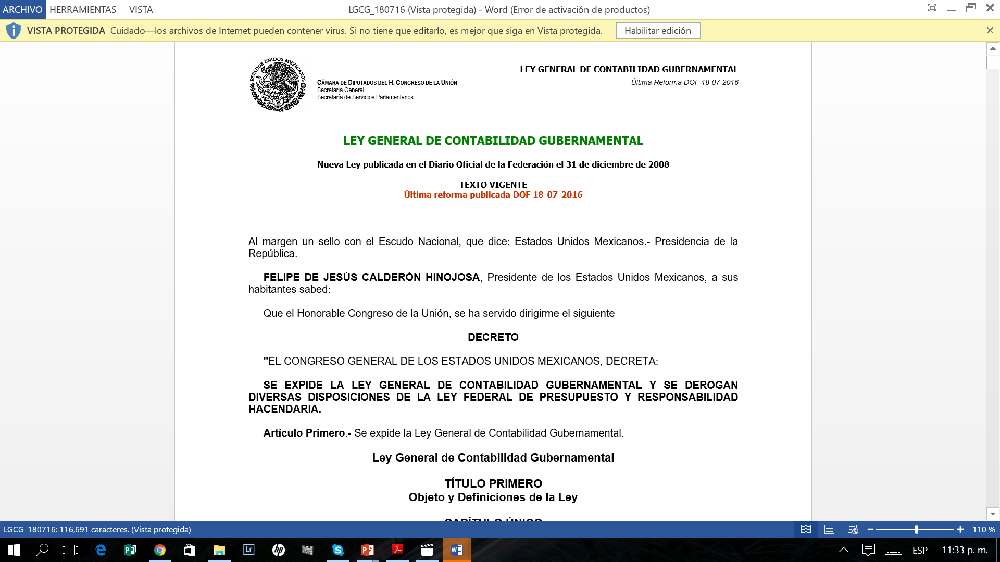 ARCHIVO HERRAMIENTAS VISTA LGCG_180716 (Vista protegida) - Word (Error de activación de productos)
VISTA PROTEGIDA Cuidado—los archivos de Internet pueden contener virus. Si no tiene que editarlo, es mejor que siga en Vista protegida. Habilitar edición
ESTADOS UNIDOS MEXICANOS
LEY GENERAL DE CONTABILIDAD GUBERNAMENTAL
CÁMARA DE DIPUTADOS DEL H. CONGRESO DE LA UNIÓN Última Reforma DOF 18-07-2016
Secretaría General
Secretaría de Servicios Parlamentarios
LEY GENERAL DE CONTABILIDAD GUBERNAMENTAL
Nueva Ley publicada en el Diario Oficial de la Federación el 31 de diciembre de 2008
TEXTO VIGENTE
Última reforma publicada DOF 18-07-2016
Al margen un sello con el Escudo Nacional, que dice: Estados Unidos Mexicanos.- Presidencia de la
República.
FELIPE DE JESÚS CALDERÓN HINOJOSA, Presidente de los Estados Unidos Mexicanos, a sus
habitantes sabed:
Que el Honorable Congreso de la Unión, se ha servido dirigirme el siguiente
DECRETO
"EL CONGRESO GENERAL DE LOS ESTADOS UNIDOS MEXICANOS, DECRETA:
SE EXPIDE LA LEY GENERAL DE CONTABILIDAD GUBERNAMENTAL Y SE DEROGAN
DIVERSAS DISPOSICIONES DE LA LEY FEDERAL DE PRESUPUESTO Y RESPONSABILIDAD
HACENDARIA.
Artículo Primero.- Se expide la Ley General de Contabilidad Gubernamental.
Ley General de Contabilidad Gubernamental
TÍTULO PRIMERO
Objeto y Definiciones de la Ley
CAPÍTULO ÚNICO
LGCG_180716: 116,691 caracteres. (Vista protegida) 110 %
Lr hp ESP 11:33 p. m.